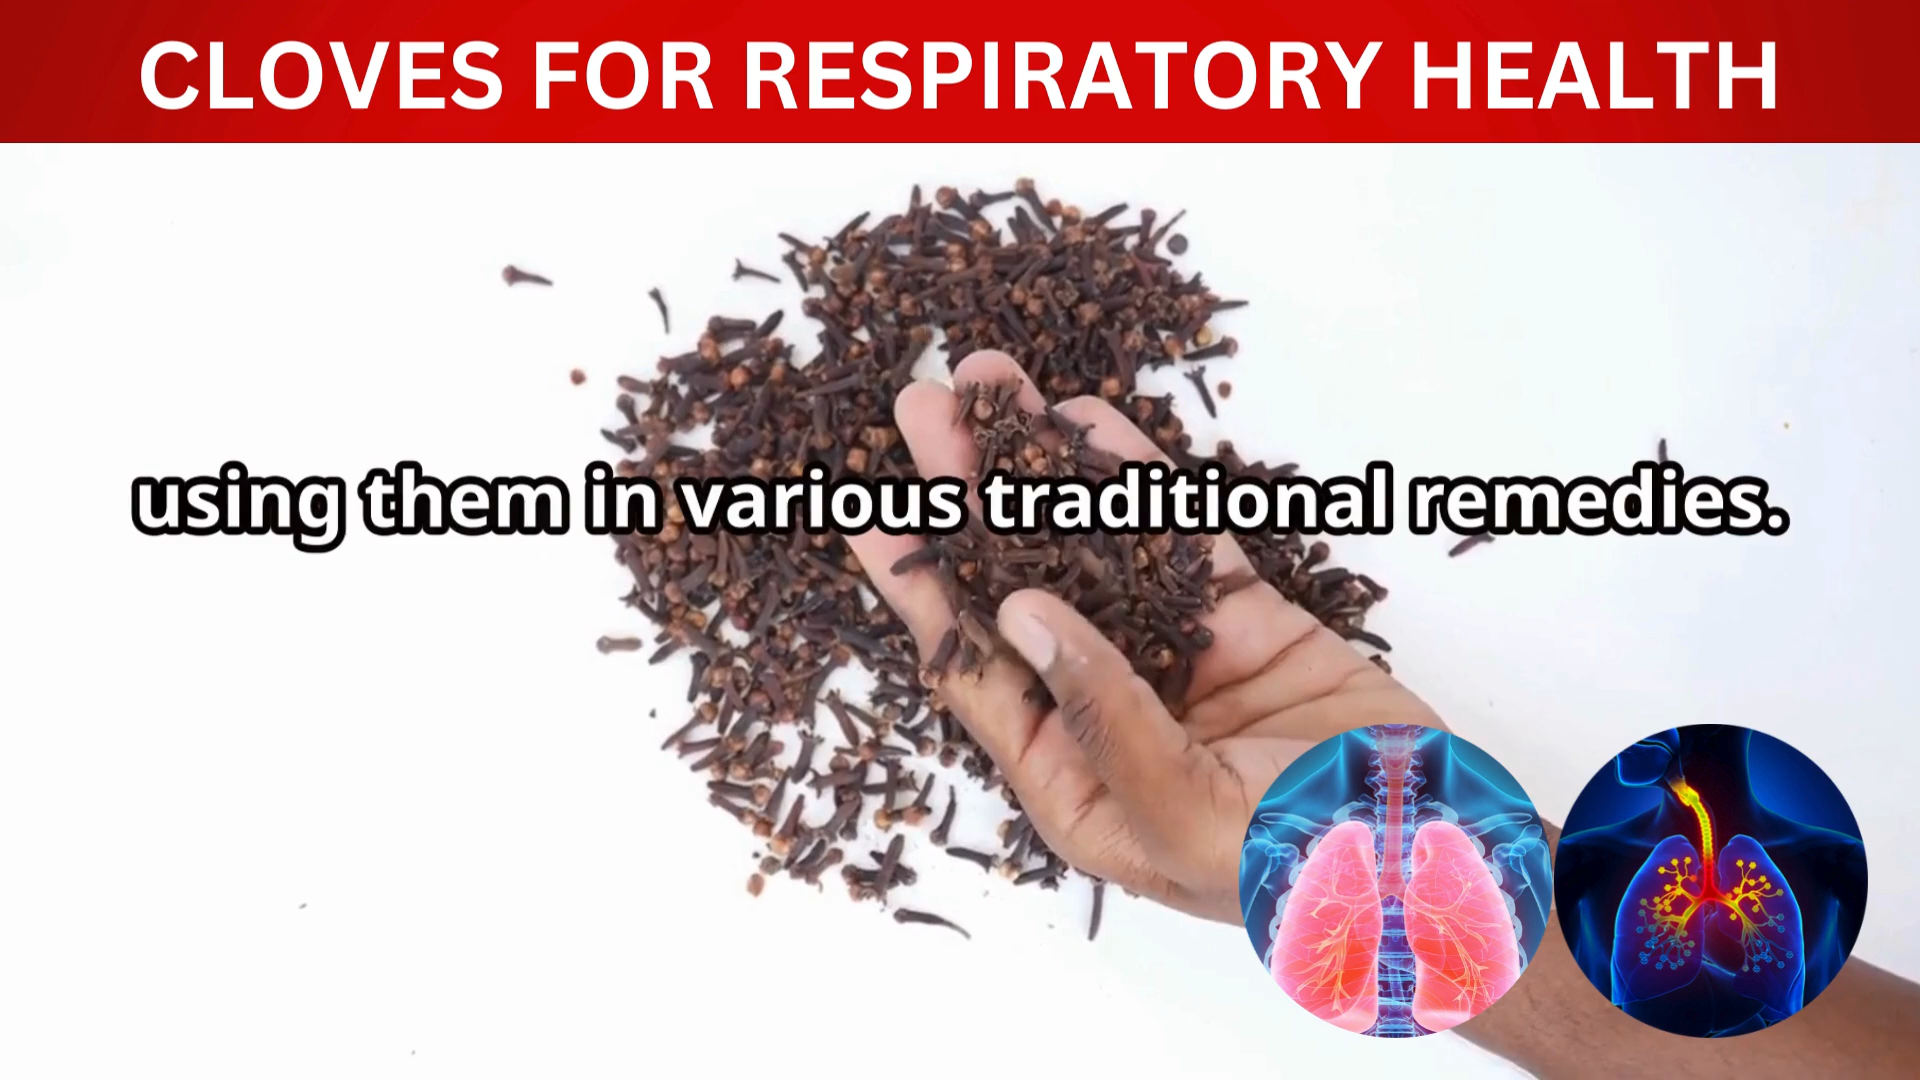 CLOVES FOR RESPIRATORY HEALTH
using them in various traditional remedies.